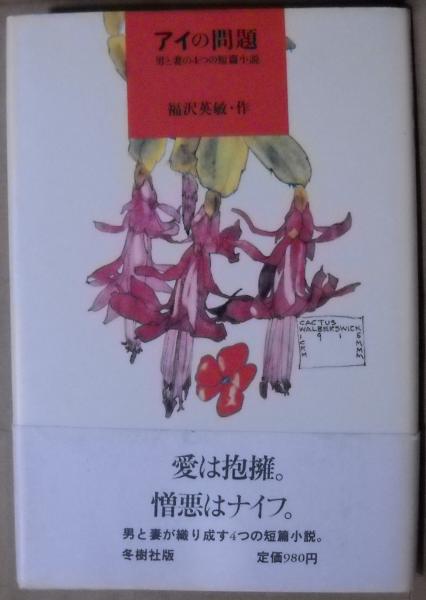 アイの問題
男と妻の4つの短篇小説
福沢英敏・作
CACTUS
WALBERSWICK
愛は抱擁。
憎悪はナイフ。
男と妻が織り成す4つの短篇小説。
冬樹社版
定価980円